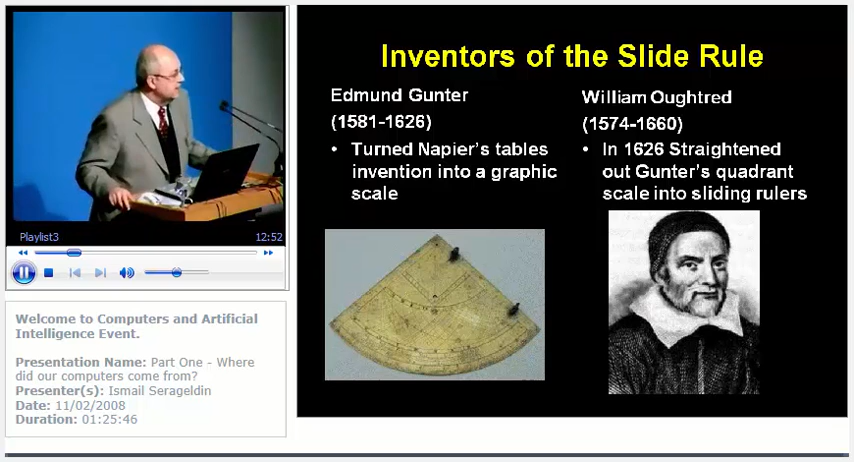 Inventors of the Slide Rule
Edmund Gunter
(1581-1626)
• Turned Napier's tables
invention into a graphic
scale
William Oughtred
(1574-1660)
• In 1626 Straightened
out Gunter's quadrant
scale into sliding rulers
Playlist3 12:52
Welcome to Computers and Artificial
Intelligence Event.
Presentation Name: Part One - Where
did our computers come from?
Presenter(s): Ismail Serageldin
Date: 11/02/2008
Duration: 01:25:46